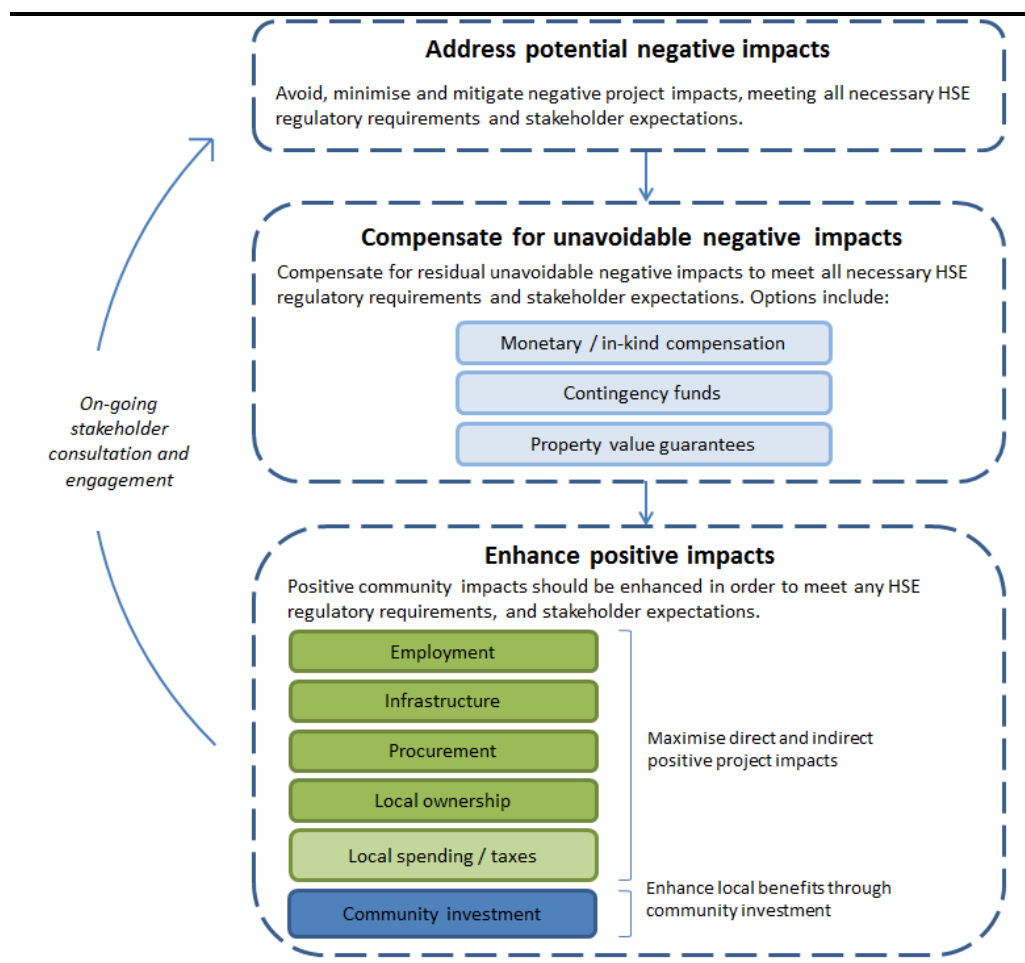 Address potential negative impacts
Avoid, minimise and mitigate negative project impacts, meeting all necessary HSE
regulatory requirements and stakeholder expectations.
Compensate for unavoidable negative impacts
Compensate for residual unavoidable negative impacts to meet all necessary HSE
regulatory requirements and stakeholder expectations. Options include:
Monetary / in-kind compensation
Contingency funds
Property value guarantees
On-going
stakeholder
consultation and
engagement
Enhance positive impacts
Positive community impacts should be enhanced in order to meet any HSE
regulatory requirements, and stakeholder expectations.
Employment
Infrastructure
Procurement
Local ownership
Local spending / taxes
Maximise direct and indirect
positive project impacts
Community investment
Enhance local benefits through
community investment